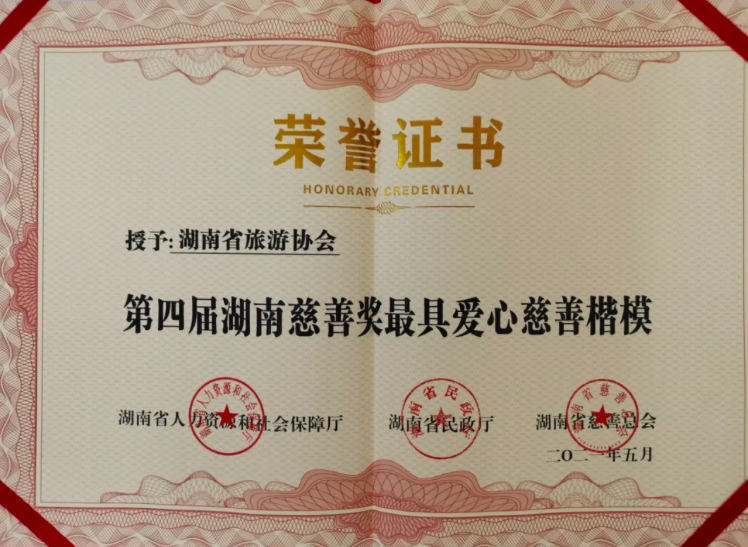 荣誉证书
HONORARY CREDENTIAL
授予:湖南省旅游协会
第四届湖南慈善奖最具爱心慈善楷模
湖南省人力资源和社会保障厅 湖南省民政厅 湖南省慈善总会
二〇二一年五月